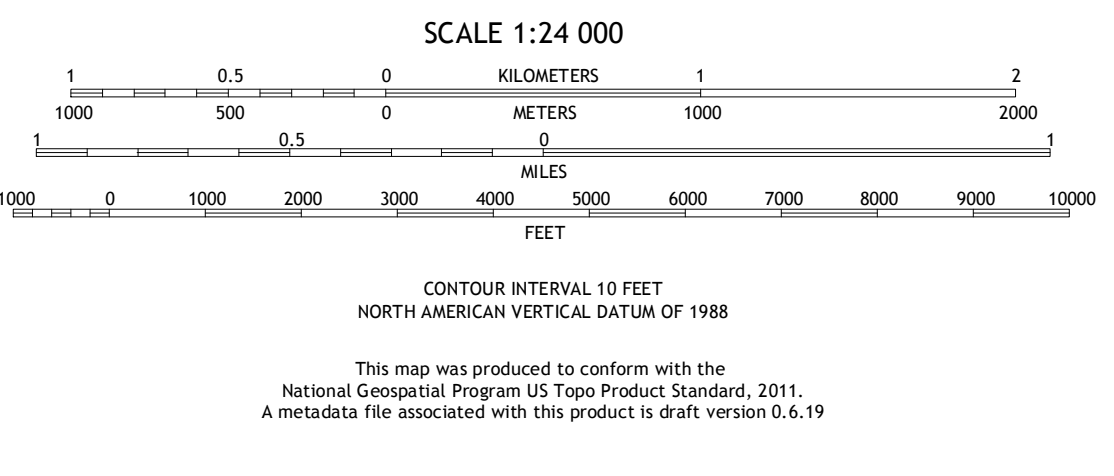 SCALE 1:24 000
1 0.5 0 KILOMETERS 1 2
1000 500 0 METERS 1000 2000
1 0.5 0 1
MILES
1000 0 1000 2000 3000 4000 5000 6000 7000 8000 9000 10000
FEET
CONTOUR INTERVAL 10 FEET
NORTH AMERICAN VERTICAL DATUM OF 1988
This map was produced to conform with the
National Geospatial Program US Topo Product Standard, 2011.
A metadata file associated with this product is draft version 0.6.19